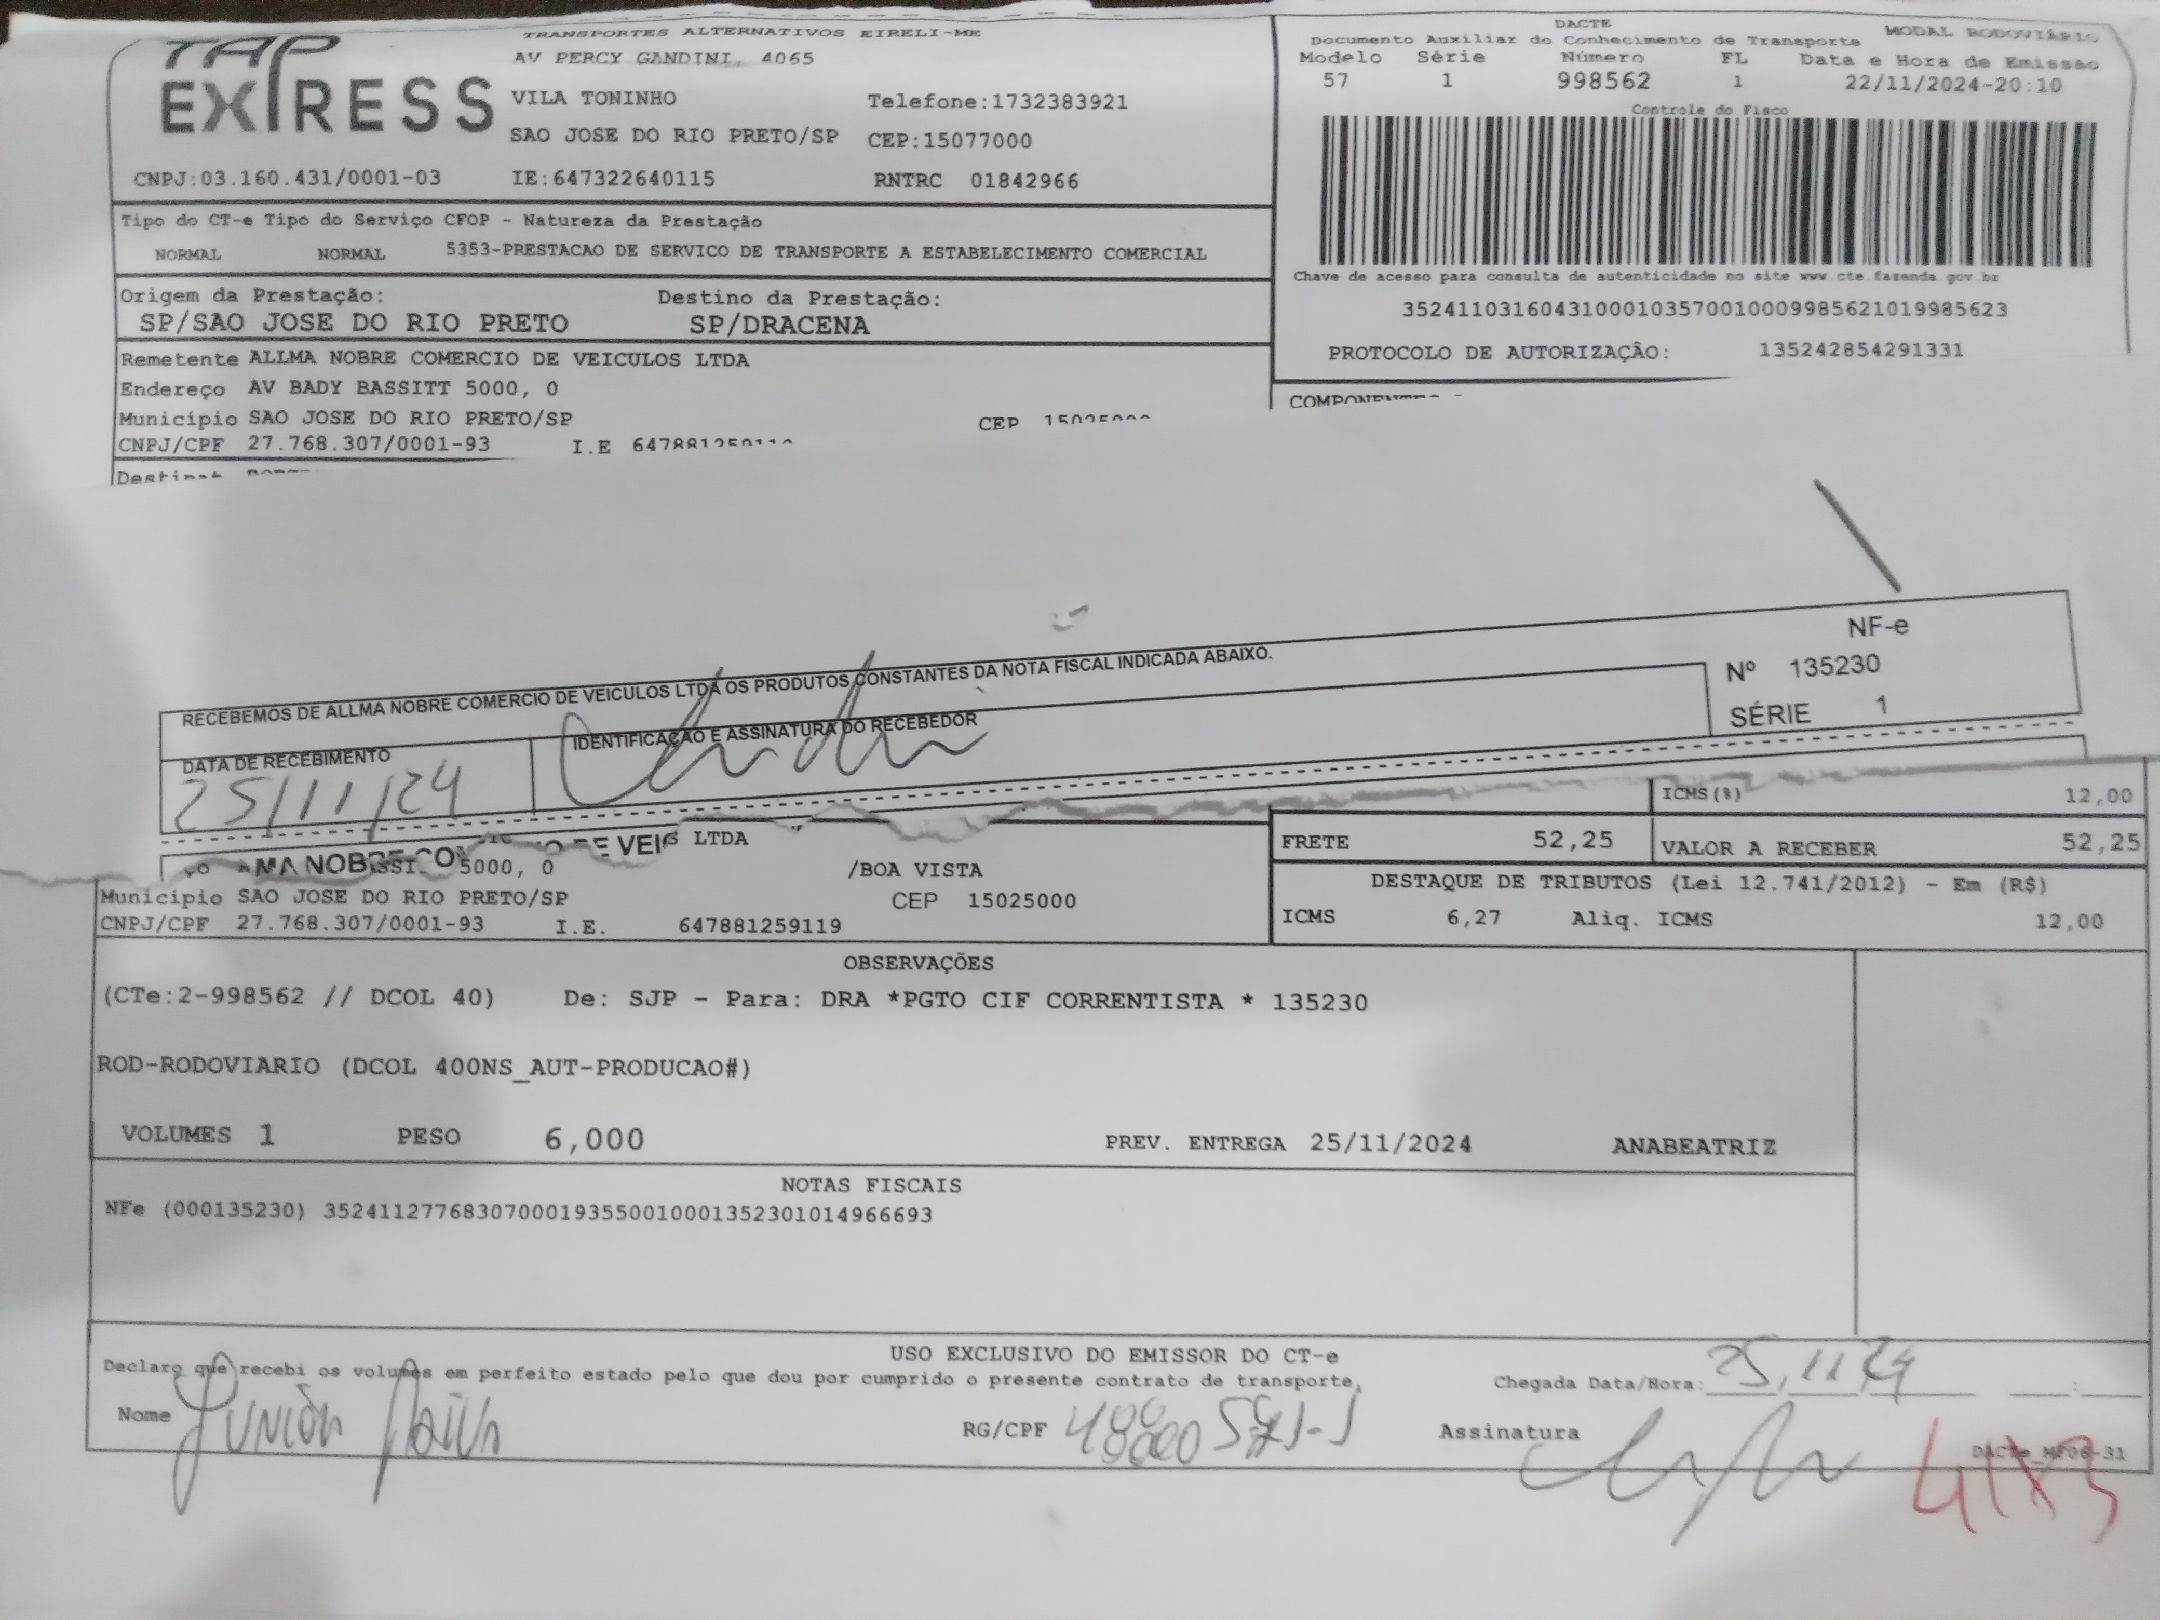 TAP EXPRESS
TRANSPORTES ALTERNATIVOS EIRELI-ME
AV PERCY GANDINI, 4065
VILA TONINHO Telefone:1732383921
SAO JOSE DO RIO PRETO/SP CEP:15077000
CNPJ:03.160.431/0001-03 IE:647322640115 RNTRC 01842966
DACTE
Documento Auxiliar do Conhecimento de Transporte MODAL RODOVIÁRIO
Modelo Série Número FL Data e Hora de Emissão
57 1 998562 1 22/11/2024-20:10
Controle do Fisco
Chave de acesso para consulta de autenticidade no site www.cte.fazenda.gov.br
35241103160431000103570010009985621019985623
PROTOCOLO DE AUTORIZAÇÃO: 135242854291331
Tipo do CT-e Tipo do Serviço CFOP - Natureza da Prestação
NORMAL NORMAL 5353-PRESTACAO DE SERVICO DE TRANSPORTE A ESTABELECIMENTO COMERCIAL
Origem da Prestação: Destino da Prestação:
SP/SAO JOSE DO RIO PRETO SP/DRACENA
Remetente ALLMA NOBRE COMERCIO DE VEICULOS LTDA
Endereço AV BADY BASSITT 5000, 0
Município SAO JOSE DO RIO PRETO/SP CEP 15025000
CNPJ/CPF 27.768.307/0001-93 I.E
RECEBEMOS DE ALLMA NOBRE COMERCIO DE VEICULOS LTDA OS PRODUTOS CONSTANTES DA NOTA FISCAL INDICADA ABAIXO.
NF-e
Nº 135230
SÉRIE 1
DATA DE RECEBIMENTO IDENTIFICAÇÃO E ASSINATURA DO RECEBEDOR
25/11/24
ICMS(%) 12,00
LTDA
FRETE 52,25 VALOR A RECEBER 52,25
5000, 0 /BOA VISTA
Município SAO JOSE DO RIO PRETO/SP CEP 15025000
CNPJ/CPF 27.768.307/0001-93 I.E. 647881259119
DESTAQUE DE TRIBUTOS (Lei 12.741/2012) - Em (R$)
ICMS 6,27 Aliq. ICMS 12,00
OBSERVAÇÕES
(CTe:2-998562 // DCOL 40) De: SJP - Para: DRA *PGTO CIF CORRENTISTA * 135230
ROD-RODOVIARIO (DCOL 400NS_AUT-PRODUCAO#)
VOLUMES 1 PESO 6,000 PREV. ENTREGA 25/11/2024 ANABEATRIZ
NOTAS FISCAIS
NFe (000135230) 35241127768307000193550010001352301014966693
USO EXCLUSIVO DO EMISSOR DO CT-e
Declaro que recebi os volumes em perfeito estado pelo que dou por cumprido o presente contrato de transporte.
Chegada Data/Hora: 25, 11 24
Nome Junior
RG/CPF
Assinatura
DACTe_MF06-31